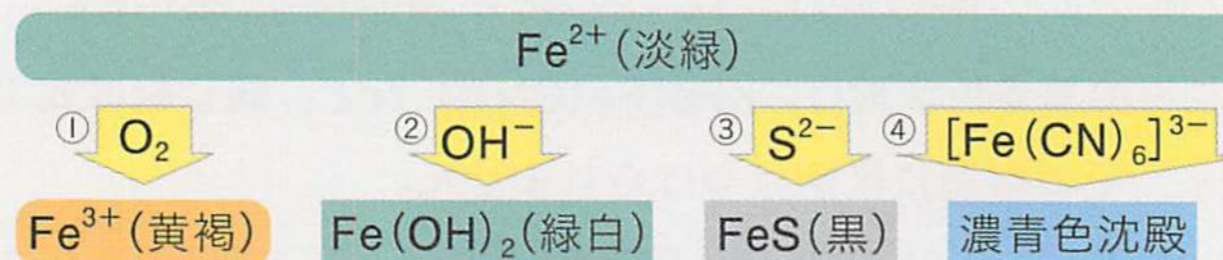 Fe²⁺(淡緑)
① O₂ ② OH⁻ ③ S²⁻ ④ [Fe(CN)₆]³⁻
Fe³⁺(黄褐) Fe(OH)₂(緑白) FeS(黒) 濃青色沈殿